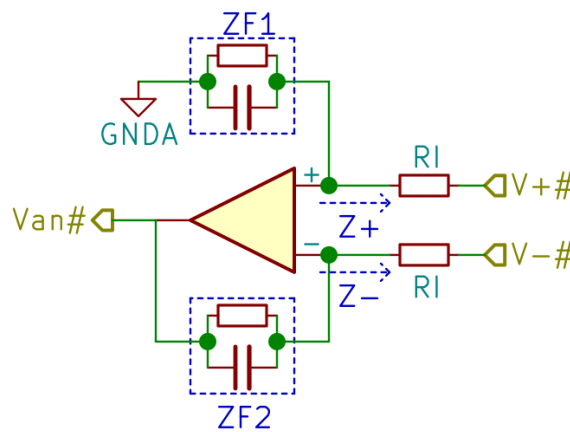 ZF1
GNDA
+
RI
V+#
Z+
Van#
-
V-#
Z-
RI
ZF2